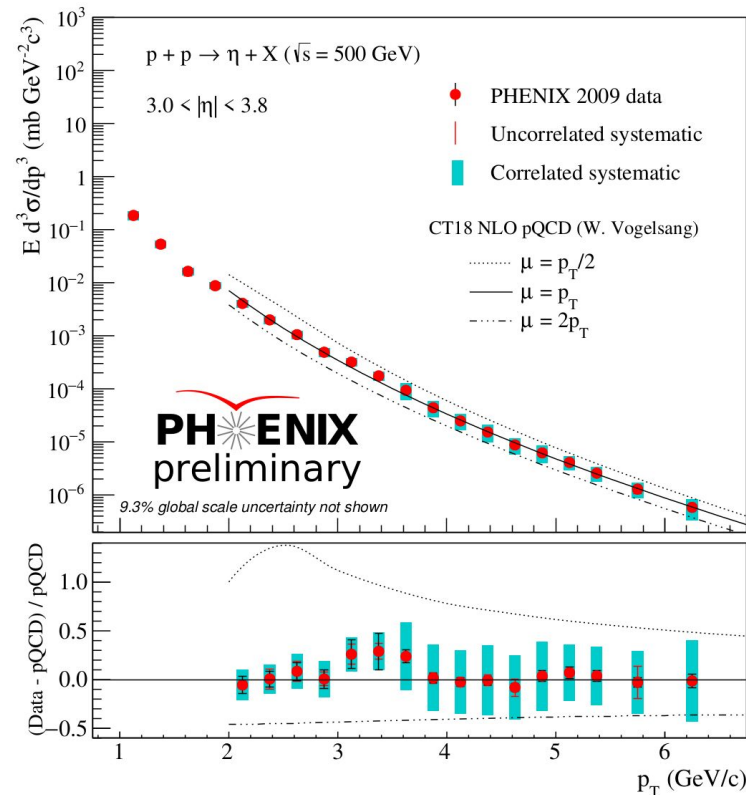 p + p → η + X (√s = 500 GeV)
3.0 < |η| < 3.8
PHENIX 2009 data
Uncorrelated systematic
Correlated systematic
CT18 NLO pQCD (W. Vogelsang)
μ = p_T/2
μ = p_T
μ = 2p_T
PHENIX
preliminary
9.3% global scale uncertainty not shown
E d³σ/dp³ (mb GeV⁻²c³)
10³
10²
10
1
10⁻¹
10⁻²
10⁻³
10⁻⁴
10⁻⁵
10⁻⁶
(Data - pQCD) / pQCD
1.0
0.5
0.0
−0.5
1 2 3 4 5 6
p_T (GeV/c)